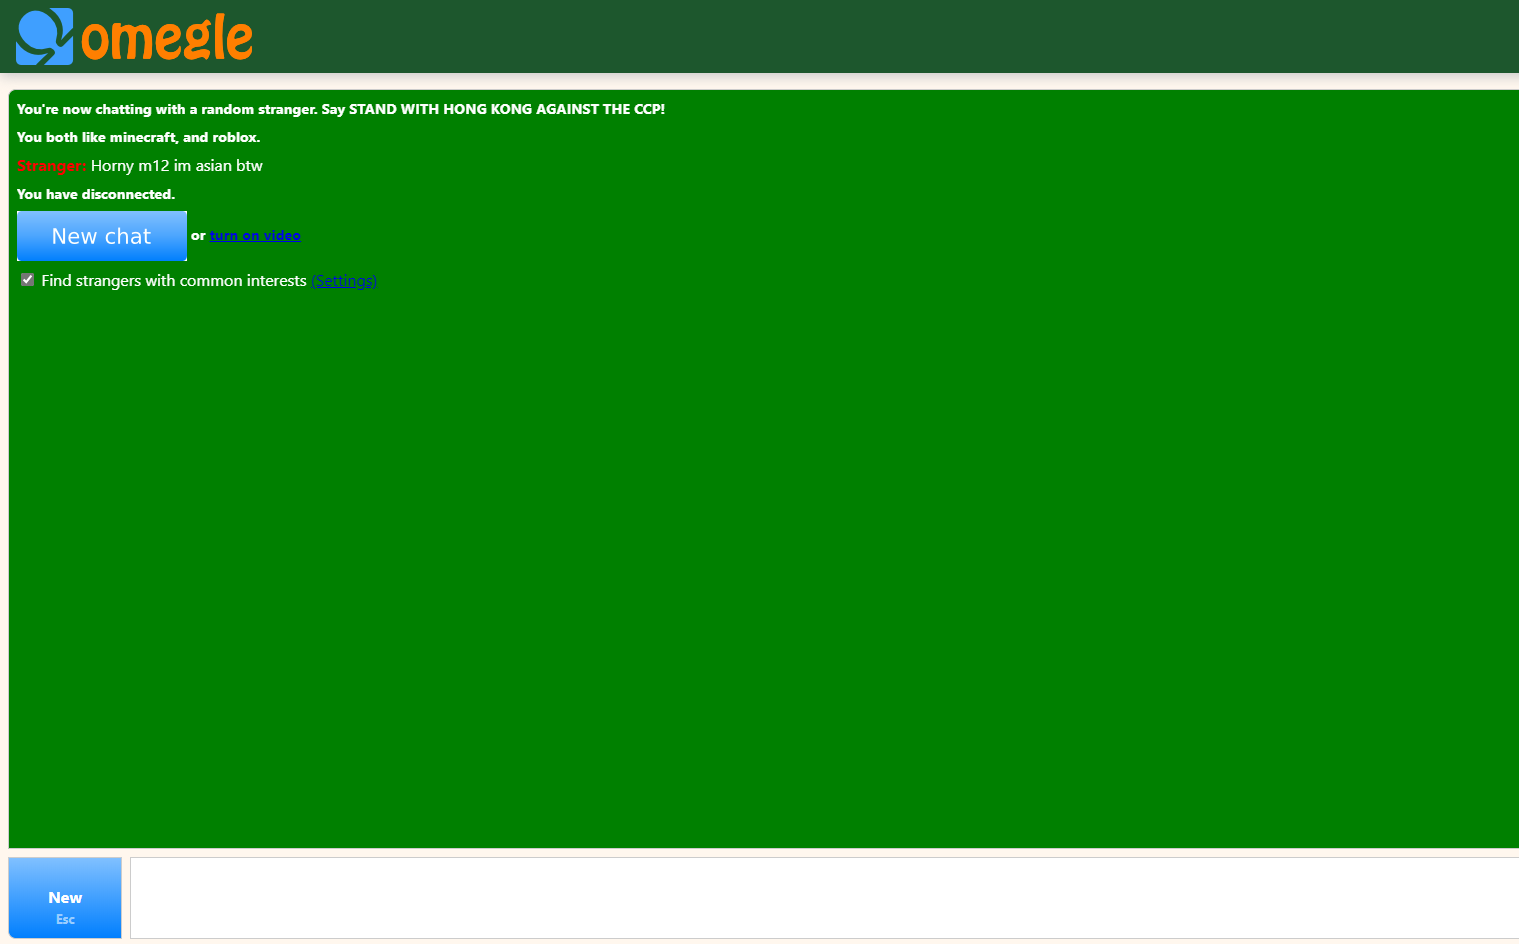 omegle
You're now chatting with a random stranger. Say STAND WITH HONG KONG AGAINST THE CCP!
You both like minecraft, and roblox.
Stranger: Horny m12 im asian btw
You have disconnected.
New chat or turn on video
Find strangers with common interests (Settings)
New
Esc